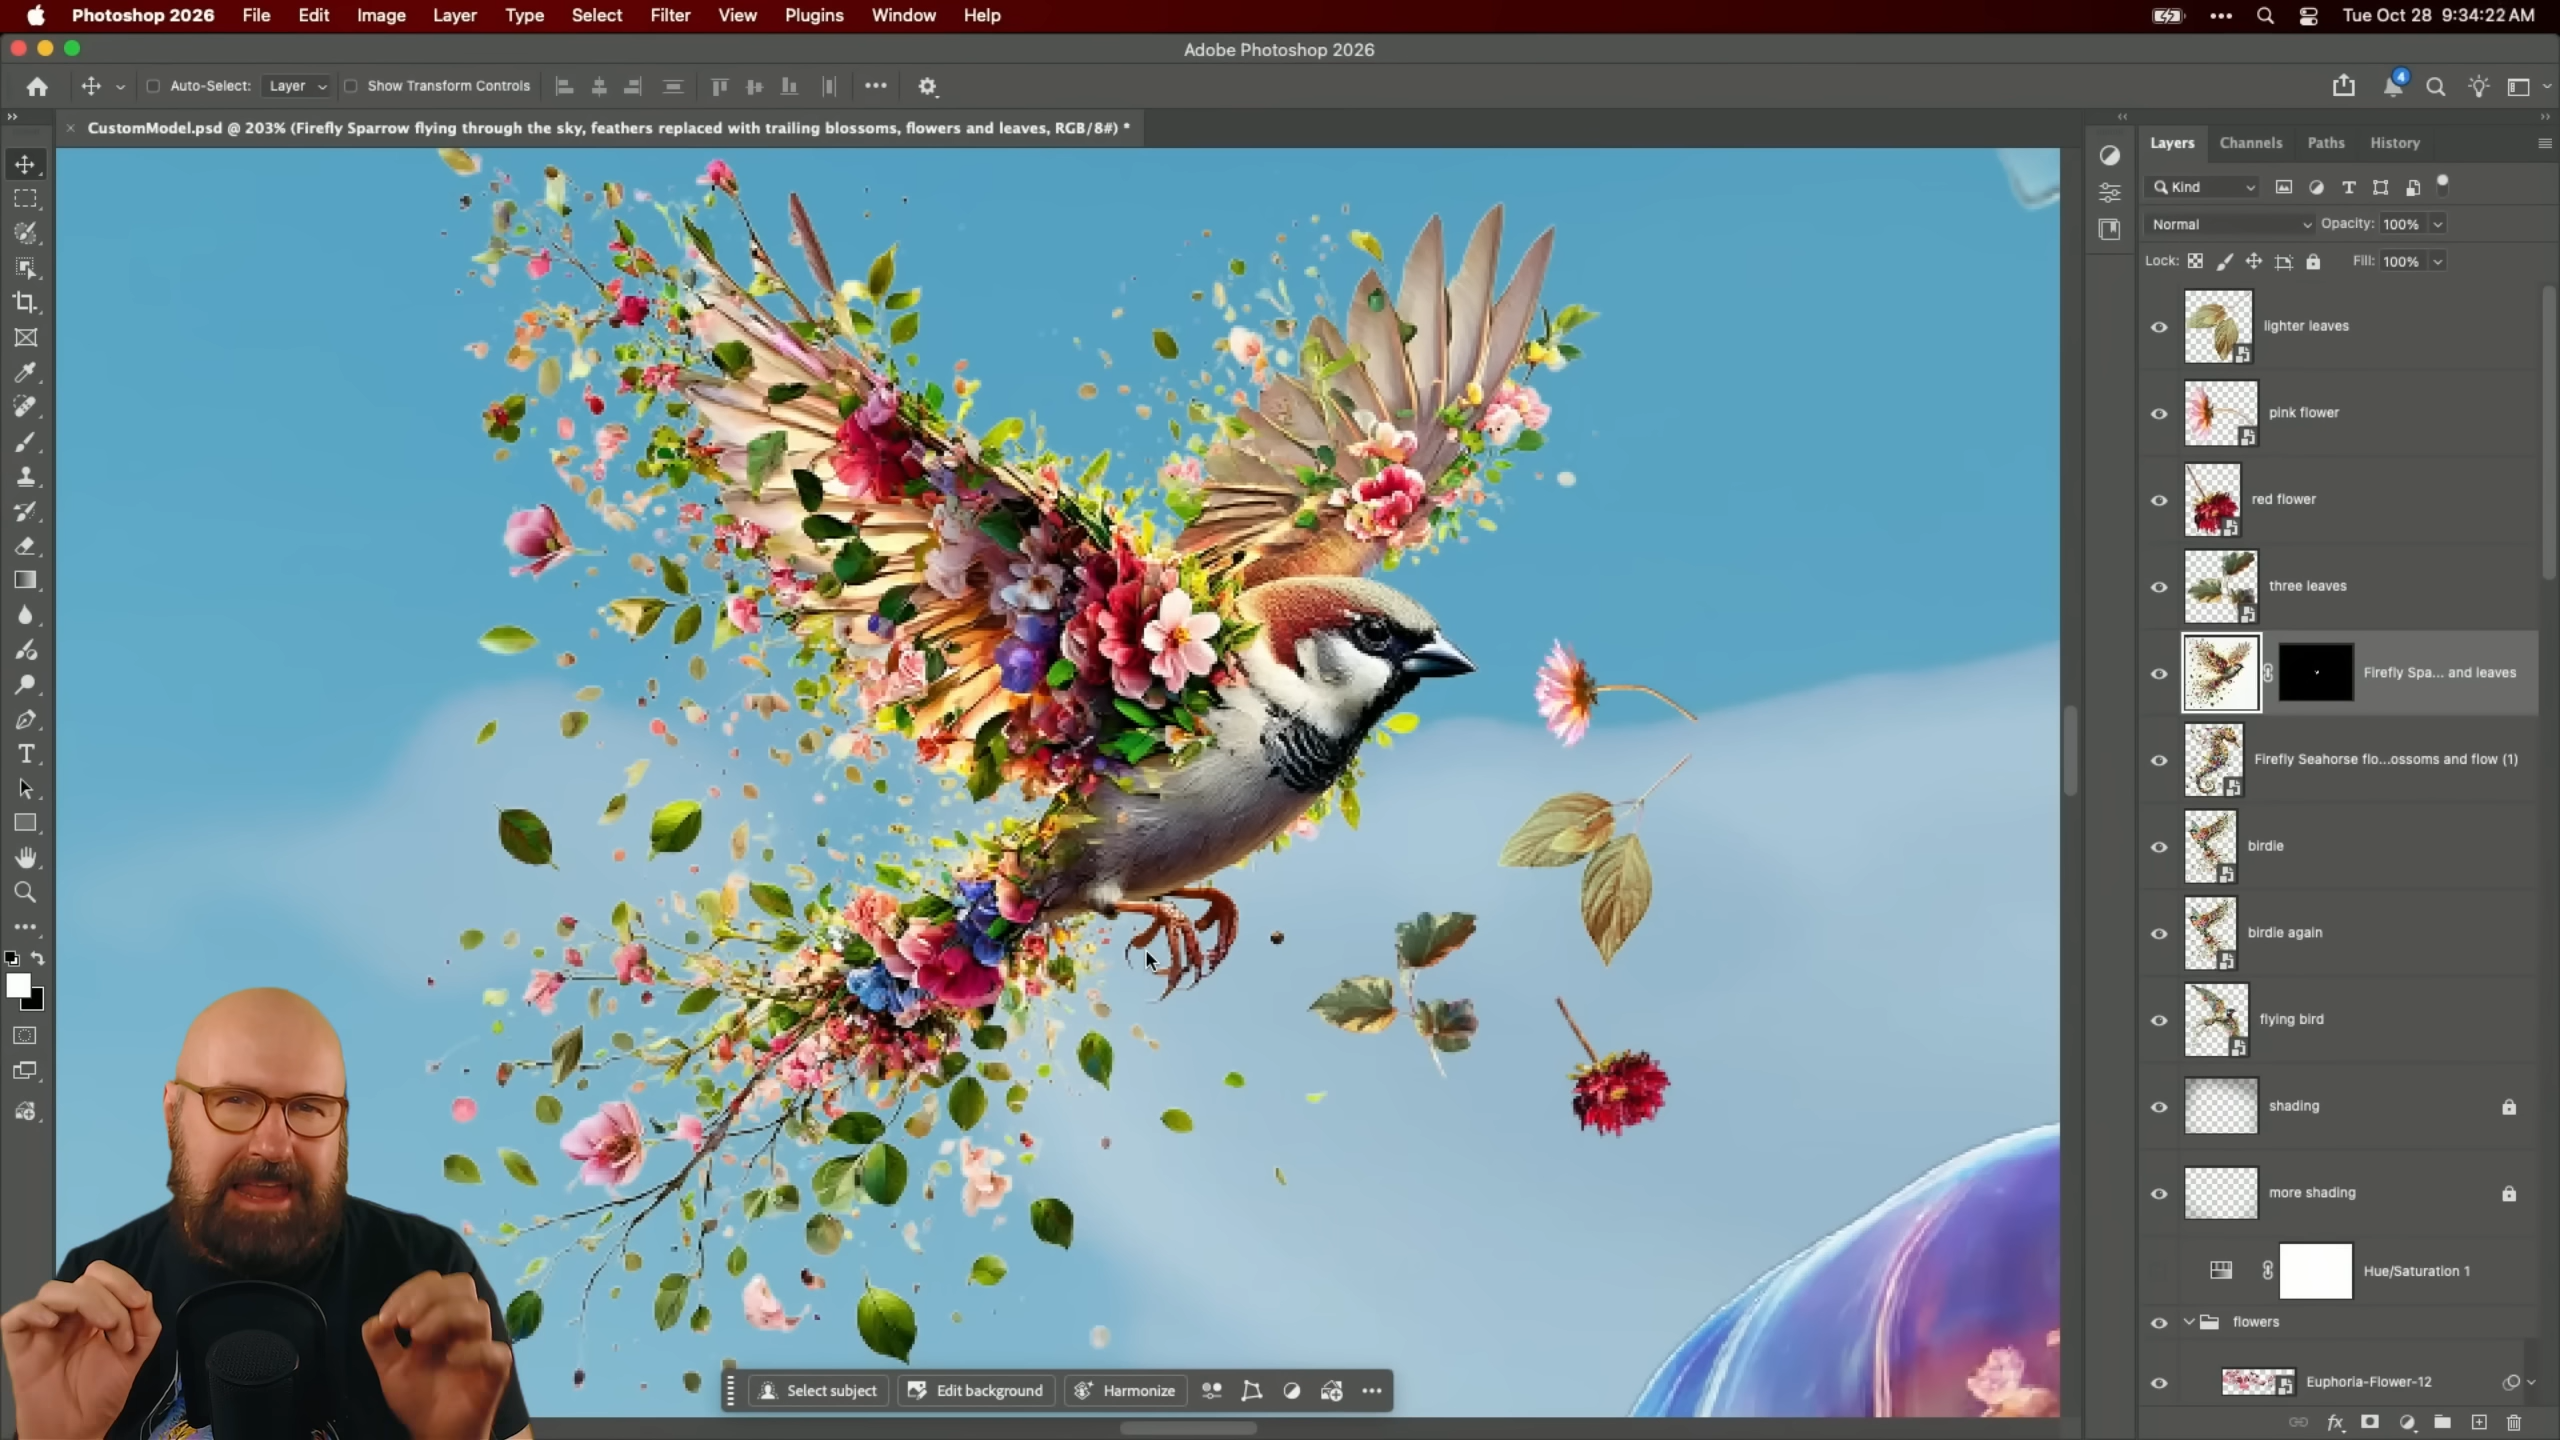 Photoshop 2026 File Edit Image Layer Type Select Filter View Plugins Window Help Tue Oct 28 9:34:22 AM
Adobe Photoshop 2026
Auto-Select: Layer Show Transform Controls 4
CustomModel.psd @ 203% (Firefly Sparrow flying through the sky, feathers replaced with trailing blossoms, flowers and leaves, RGB/8#) *
Layers Channels Paths History
Kind
Normal Opacity: 100%
Lock: Fill: 100%
lighter leaves
pink flower
red flower
three leaves
Firefly Spa... and leaves
Firefly Seahorse flo...ossoms and flow (1)
birdie
birdie again
flying bird
shading
more shading
Hue/Saturation 1
flowers
Euphoria-Flower-12
Select subject Edit background Harmonize
fx